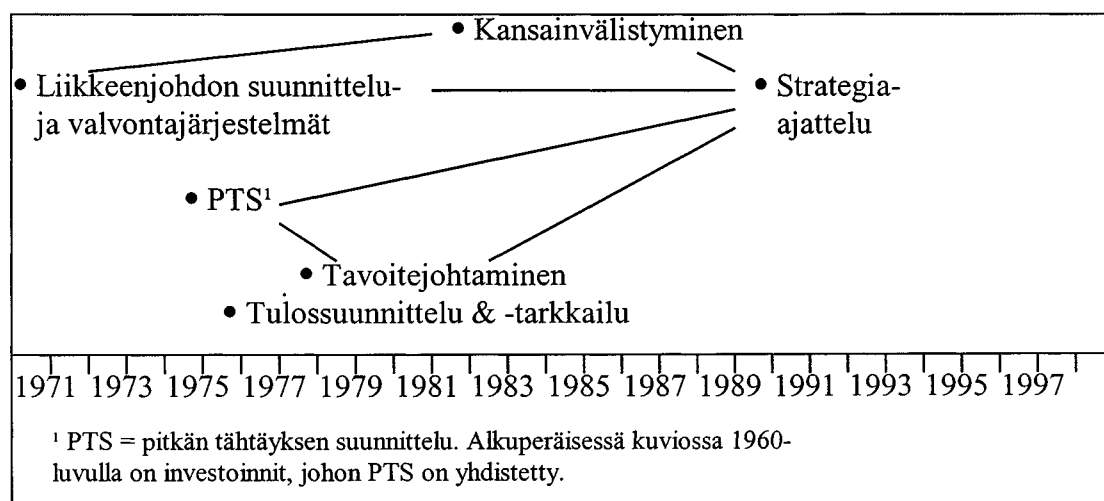 • Kansainvälistyminen
• Liikkeenjohdon suunnittelu-
ja valvontajärjestelmät
• Strategia-
ajattelu
• PTS¹
• Tavoitejohtaminen
• Tulossuunnittelu & -tarkkailu
1971 1973 1975 1977 1979 1981 1983 1985 1987 1989 1991 1993 1995 1997
¹ PTS = pitkän tähtäyksen suunnittelu. Alkuperäisessä kuviossa 1960-
luvulla on investoinnit, johon PTS on yhdistetty.